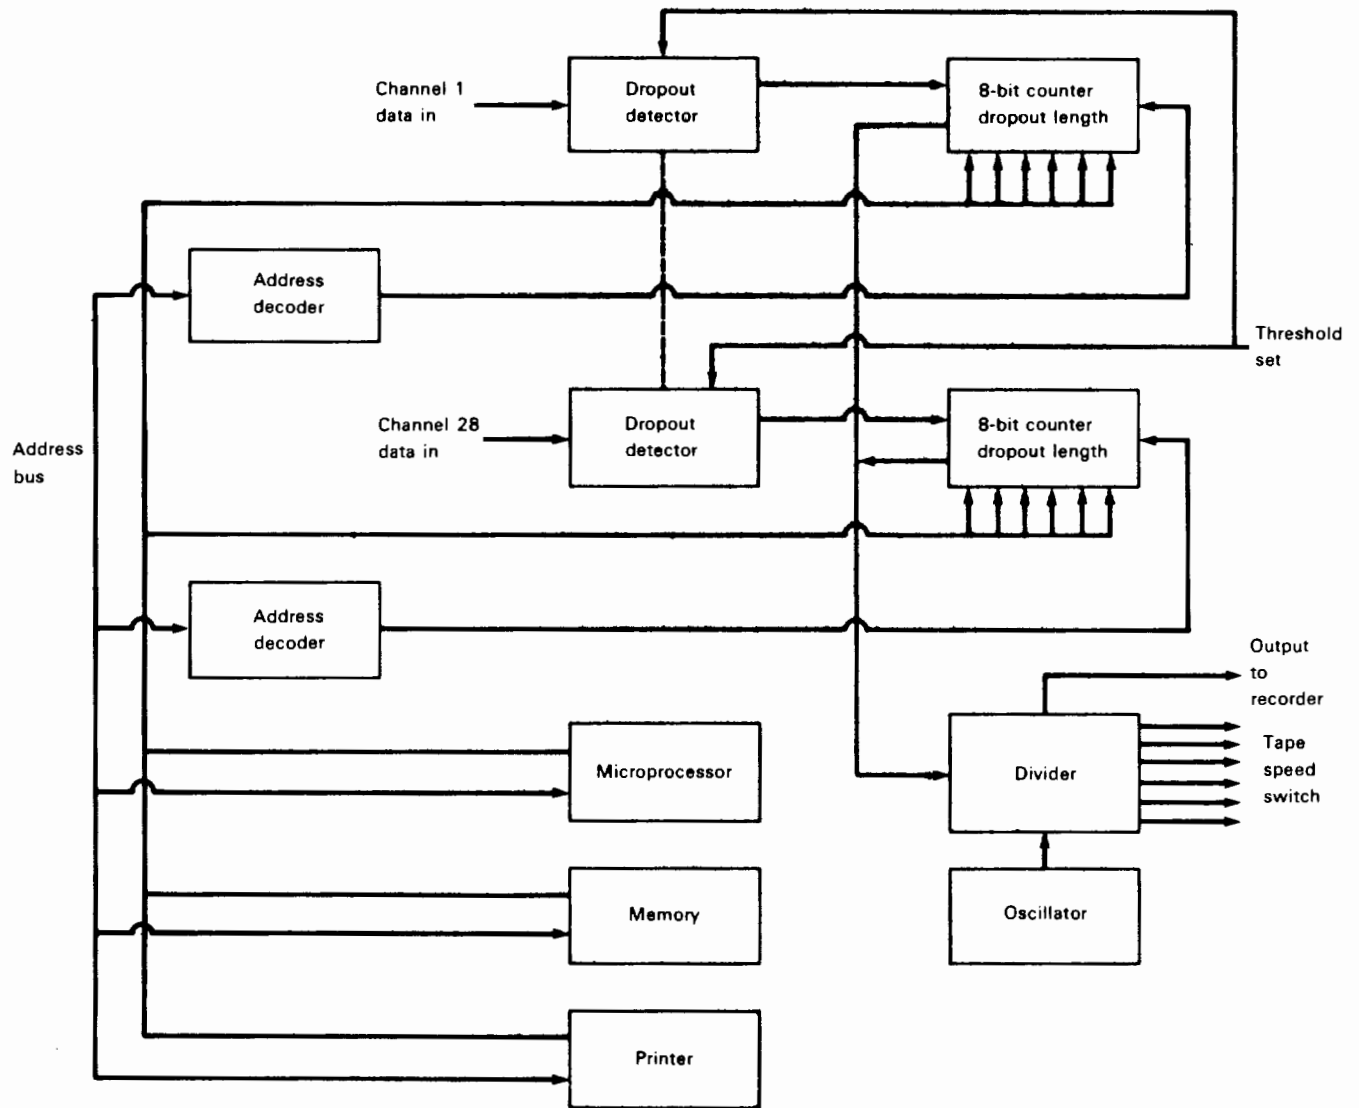 Channel 1
data in
Dropout
detector
8-bit counter
dropout length
Address
decoder
Threshold
set
Channel 28
data in
Dropout
detector
8-bit counter
dropout length
Address
bus
Address
decoder
Output
to
recorder
Microprocessor
Divider
Tape
speed
switch
Memory
Oscillator
Printer